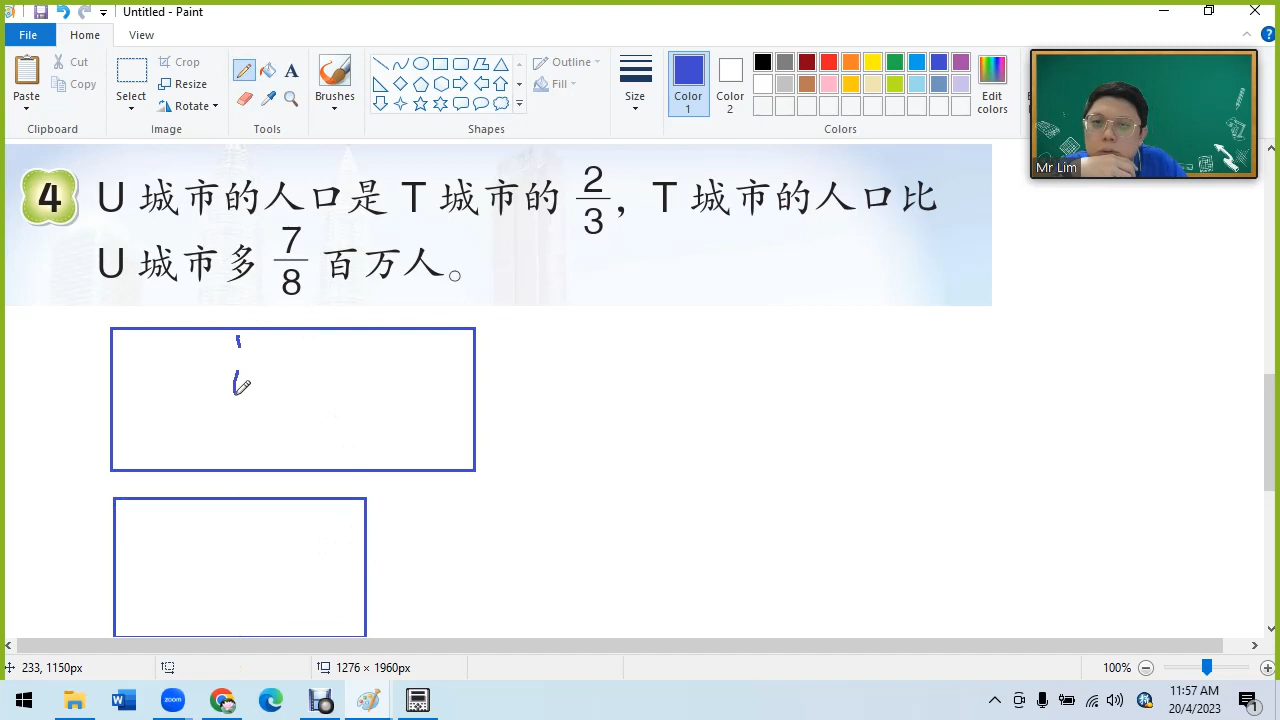 Untitled - Paint
File Home View
Paste
Cut
Copy
Clipboard
Select
Crop
Resize
Rotate
Image
A
Tools
Brushes
Shapes
Outline
Fill
Size
Color 1
Color 2
Edit colors
Colors
Mr Lim
4 U 城市的人口是 T 城市的 2/3，T 城市的人口比
U 城市多 7/8 百万人。
233, 1150px
1276 × 1960px
100%
zoom
11:57 AM
20/4/2023
1